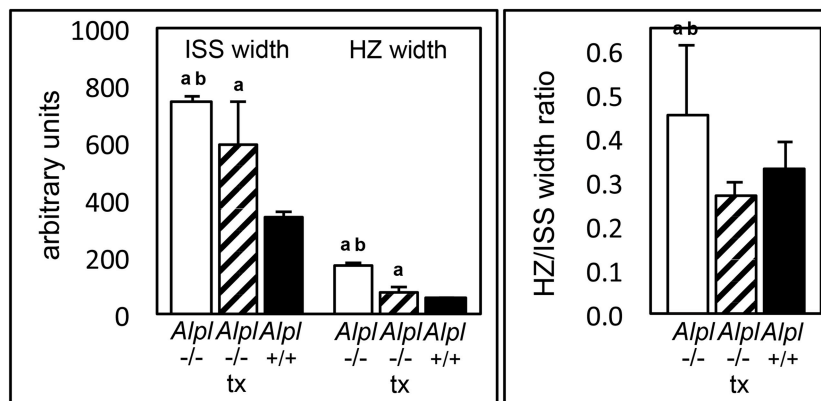 1000
800
600
400
200
0
arbitrary units
ISS width HZ width
a b a
a b a
Alpl Alpl Alpl Alpl Alpl Alpl
-/- -/- +/+ -/- -/- +/+
tx tx
0.6
0.5
0.4
0.3
0.2
0.1
0.0
HZ/ISS width ratio
a b
Alpl Alpl Alpl
-/- -/- +/+
tx